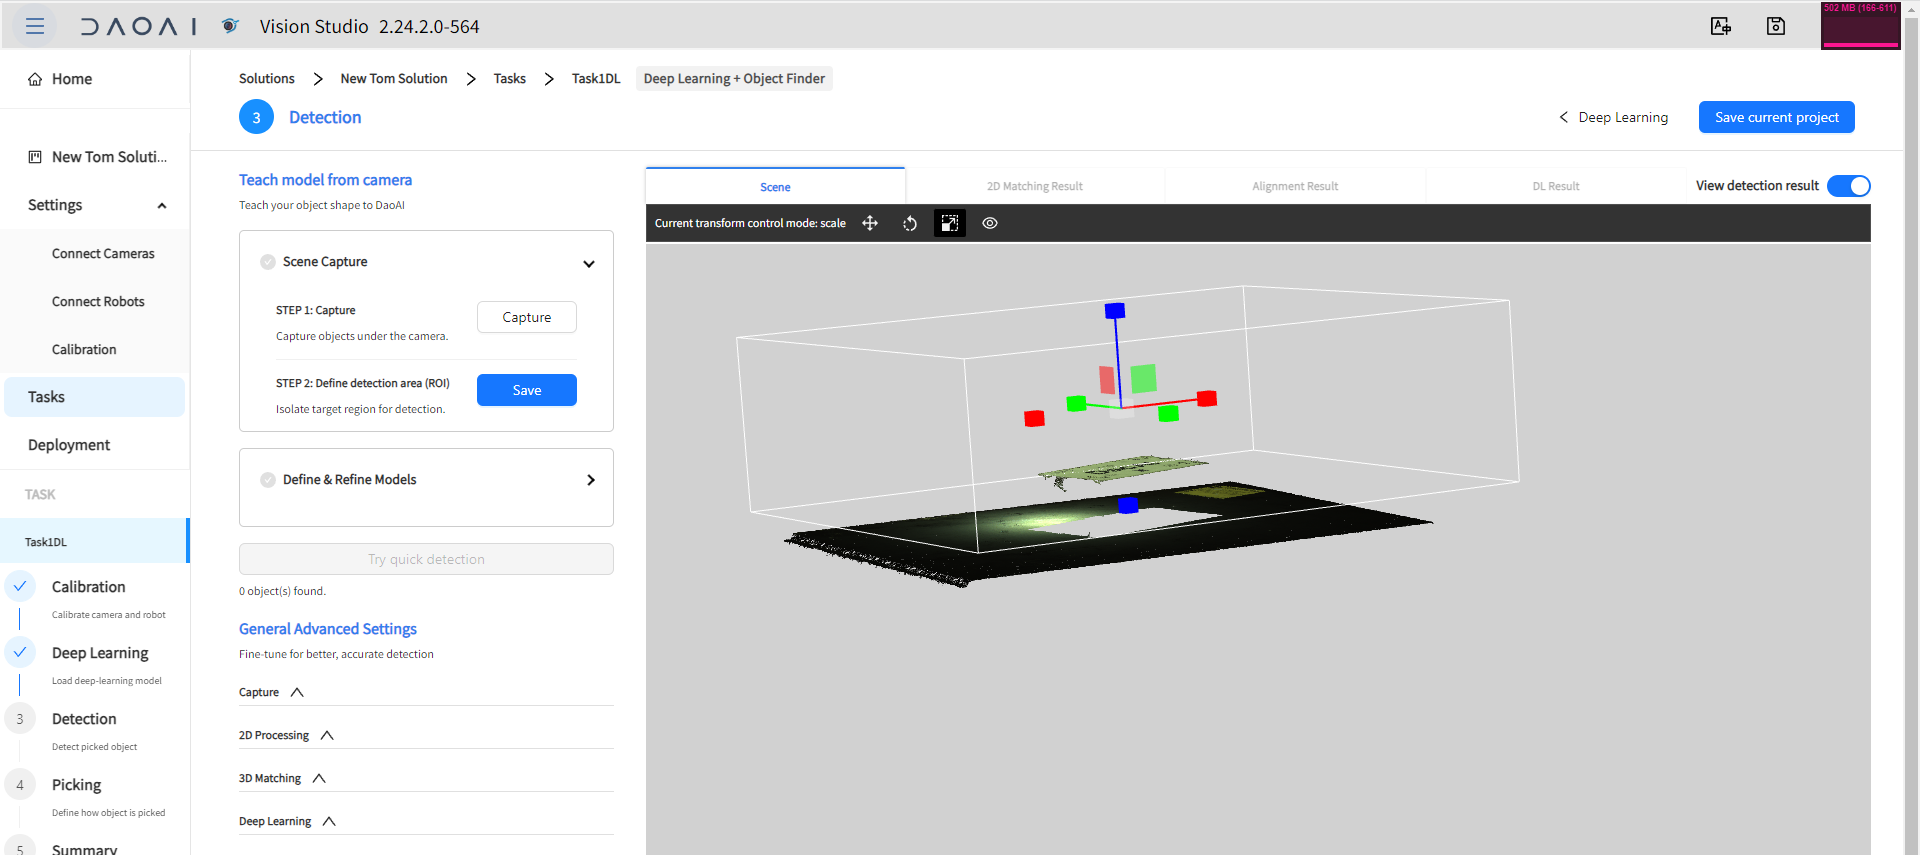 DAOAI Vision Studio 2.24.2.0-564
502 MB (166-611)
Home
New Tom Soluti...
Settings
Connect Cameras
Connect Robots
Calibration
Tasks
Deployment
TASK
Task1DL
Calibration
Calibrate camera and robot
Deep Learning
Load deep-learning model
3 Detection
Detect picked object
4 Picking
Define how object is picked
5 Summary
Solutions > New Tom Solution > Tasks > Task1DL Deep Learning + Object Finder
3 Detection
Deep Learning
Save current project
Teach model from camera
Teach your object shape to DaoAI
Scene Capture
STEP 1: Capture
Capture objects under the camera.
Capture
STEP 2: Define detection area (ROI)
Isolate target region for detection.
Save
Define & Refine Models
Try quick detection
0 object(s) found.
General Advanced Settings
Fine-tune for better, accurate detection
Capture
2D Processing
3D Matching
Deep Learning
Scene 2D Matching Result Alignment Result DL Result View detection result
Current transform control mode: scale